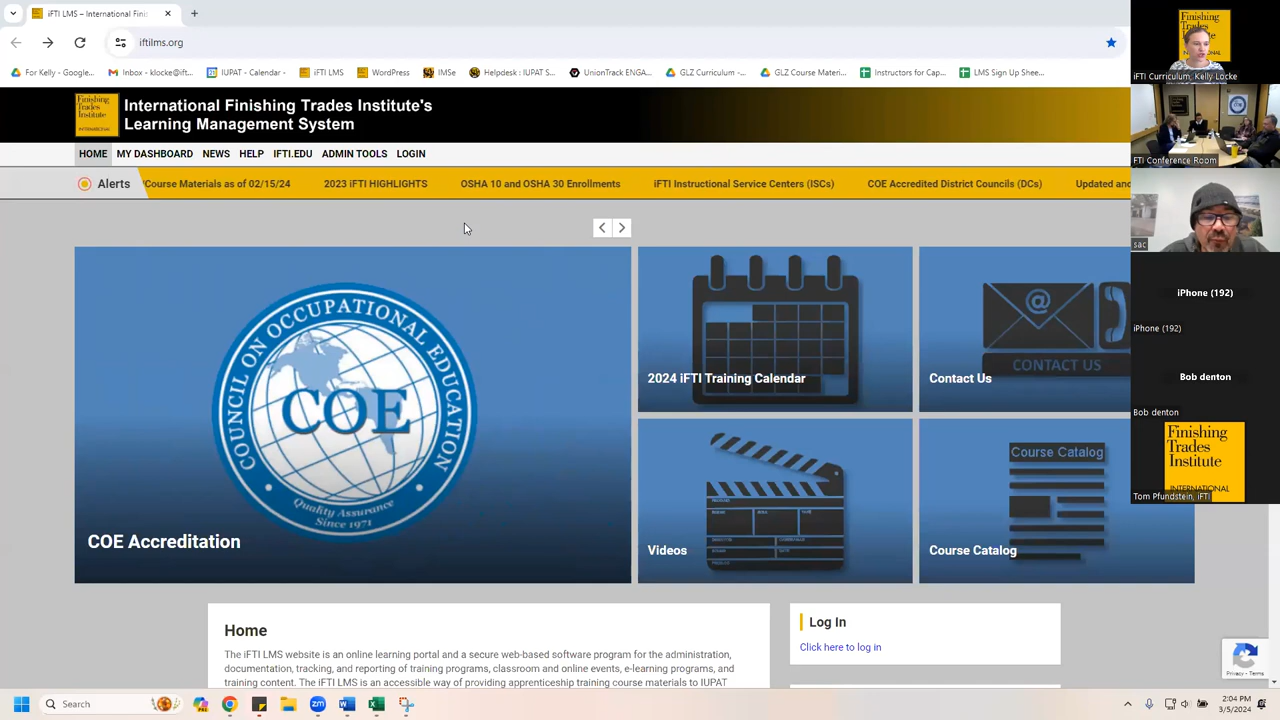 iFTI LMS – International Finis
iftilms.org
For Kelly - Google...
Inbox - klocke@ift...
IUPAT - Calendar -
iFTI LMS
WordPress
IMSe
Helpdesk : IUPAT S...
UnionTrack ENGA...
GLZ Curriculum -...
GLZ Course Materi...
Instructors for Cap...
LMS Sign Up Shee...
Finishing
Trades
Institute
INTERNATIONAL
International Finishing Trades Institute's
Learning Management System
HOME MY DASHBOARD NEWS HELP IFTI.EDU ADMIN TOOLS LOGIN
Alerts
Course Materials as of 02/15/24
2023 iFTI HIGHLIGHTS
OSHA 10 and OSHA 30 Enrollments
iFTI Instructional Service Centers (ISCs)
COE Accredited District Councils (DCs)
Updated and
COUNCIL ON OCCUPATIONAL EDUCATION
COE
Quality Assurance
Since 1971
COE Accreditation
2024 iFTI Training Calendar
@
CONTACT US
Contact Us
Videos
Course Catalog
Course Catalog
Home
The iFTI LMS website is an online learning portal and a secure web-based software program for the administration,
documentation, tracking, and reporting of training programs, classroom and online events, e-learning programs, and
training content. The iFTI LMS is an accessible way of providing apprenticeship training course materials to IUPAT
Log In
Click here to log in
Privacy - Terms
Finishing
Trades
iFTI Curriculum, Kelly Locke
FTI Conference Room
sac
iPhone (192)
iPhone (192)
Bob denton
Bob denton
Finishing
Trades
Institute
INTERNATIONAL
Tom Pfundstein, iFTI
Search
2:04 PM
3/5/2024